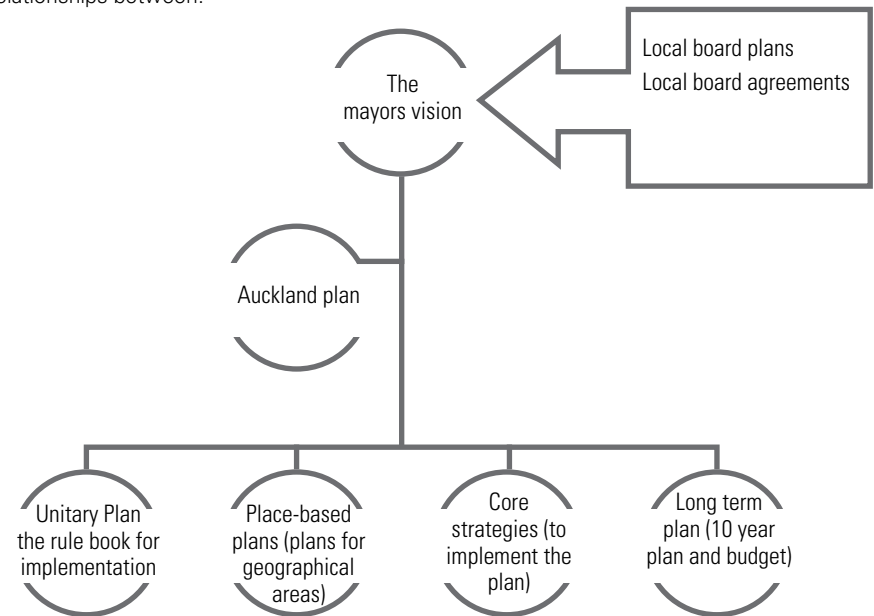 relationships between:
The
mayors vision
Local board plans
Local board agreements
Auckland plan
Unitary Plan
the rule book for
implementation
Place-based
plans (plans for
geographical
areas)
Core
strategies (to
implement the
plan)
Long term
plan (10 year
plan and budget)